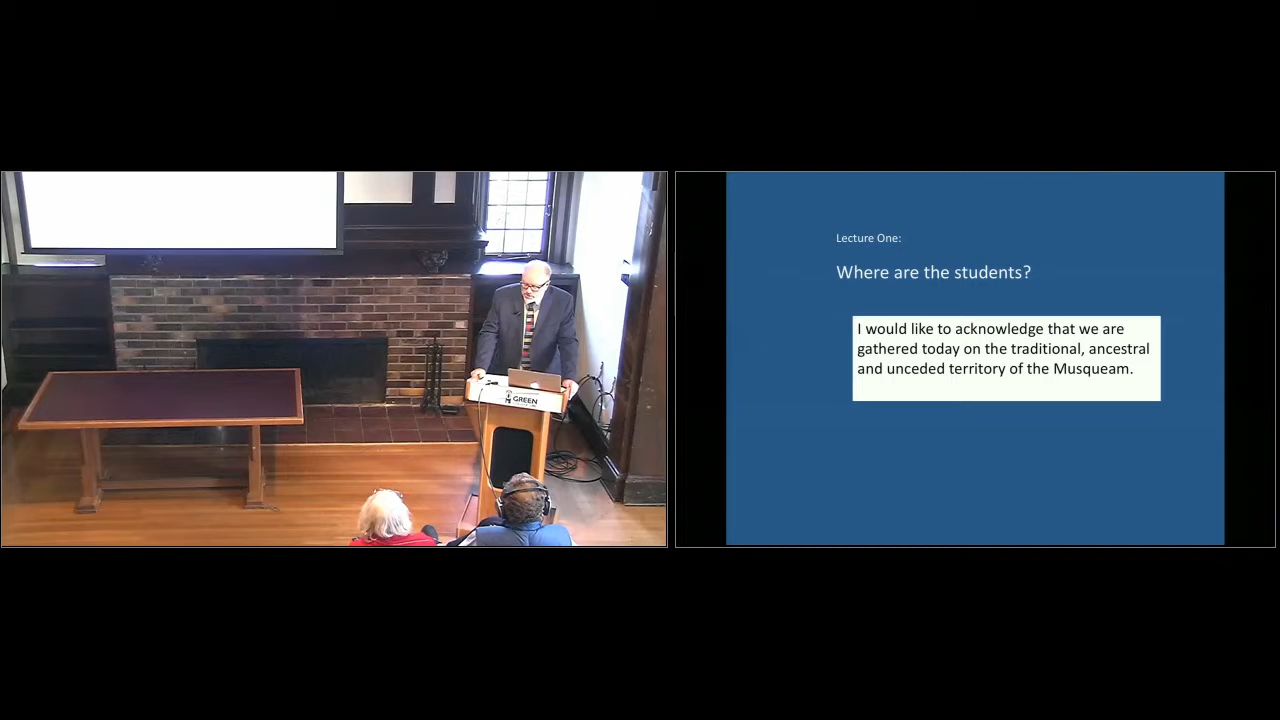 GREEN
Lecture One:
Where are the students?
I would like to acknowledge that we are
gathered today on the traditional, ancestral
and unceded territory of the Musqueam.